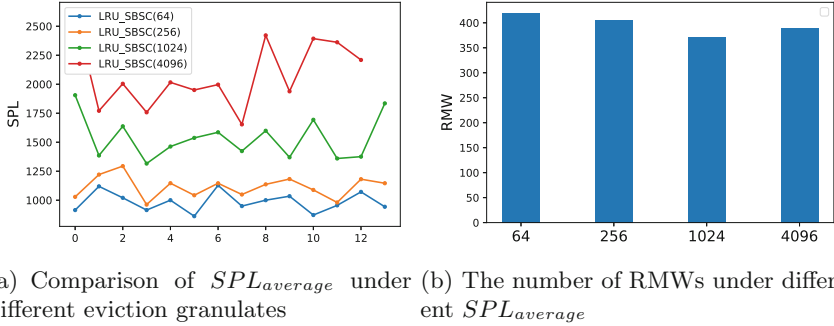 LRU_SBSC(64)
LRU_SBSC(256)
LRU_SBSC(1024)
LRU_SBSC(4096)
SPL
2500
2250
2000
1750
1500
1250
1000
0 2 4 6 8 10 12
RMW
400
350
300
250
200
150
100
50
0
64 256 1024 4096
a) Comparison of SPLaverage under
ifferent eviction granulates
(b) The number of RMWs under differ-
ent SPLaverage